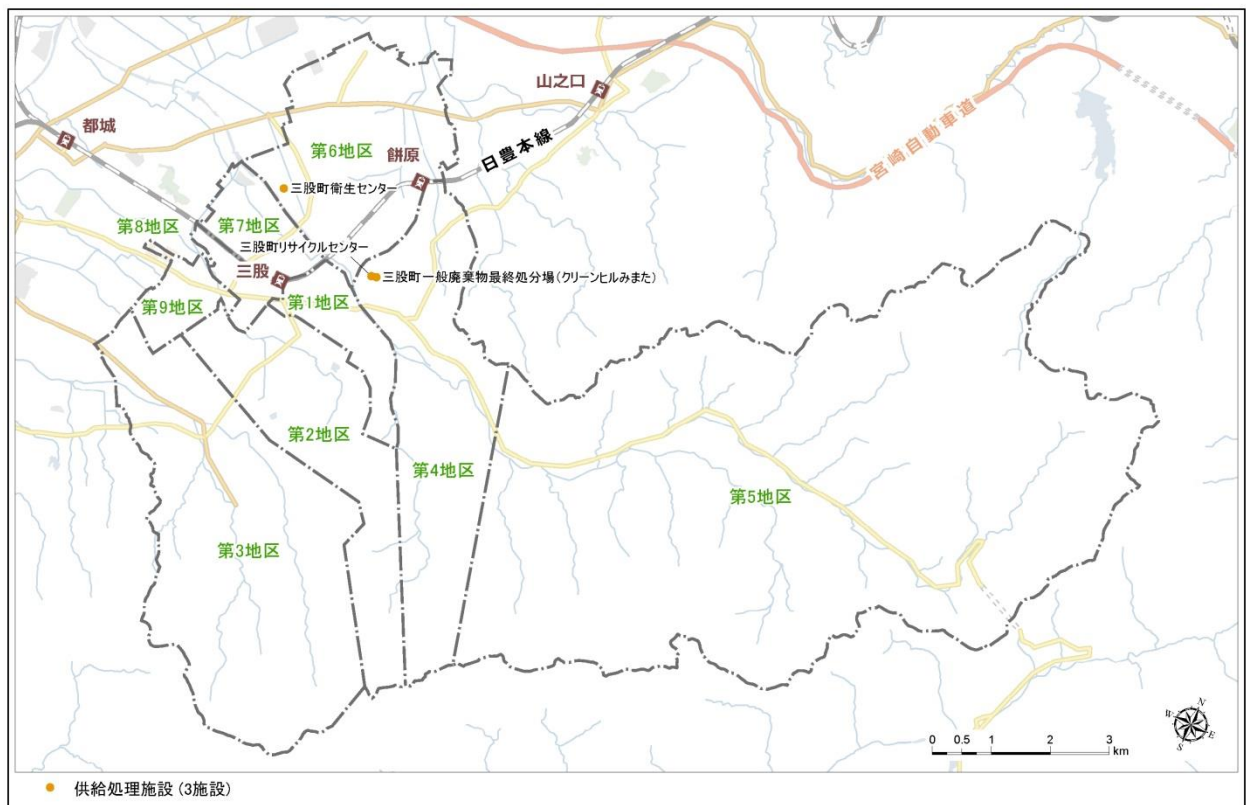 山之口
都城
宮崎自動車道
日豊本線
第6地区
餅原
三股町衛生センター
第8地区
第7地区
三股町リサイクルセンター
三股
三股町一般廃棄物最終処分場(クリーンヒルみまた)
第9地区
第1地区
第2地区
第4地区
第5地区
第3地区
N
W
E
S
0 0.5 1 2 3
km
供給処理施設 (3施設)